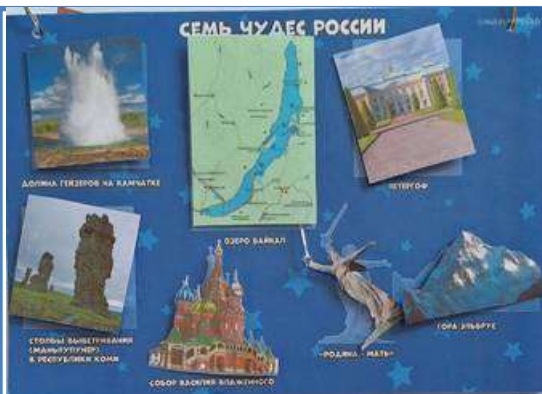 СЕМЬ ЧУДЕС РОССИИ
ДОЛИНА ГЕЙЗЕРОВ НА КАМЧАТКЕ
ПЕТЕРГОФ
ОЗЕРО БАЙКАЛ
СТОЛБЫ ВЫВЕТРИВАНИЯ
(МАНЬПУПУНЕР)
В РЕСПУБЛИКИ КОМИ
СОБОР ВАСИЛИЯ БЛАЖЕННОГО
"РОДИНА - МАТЬ"
ГОРА ЭЛЬБРУС